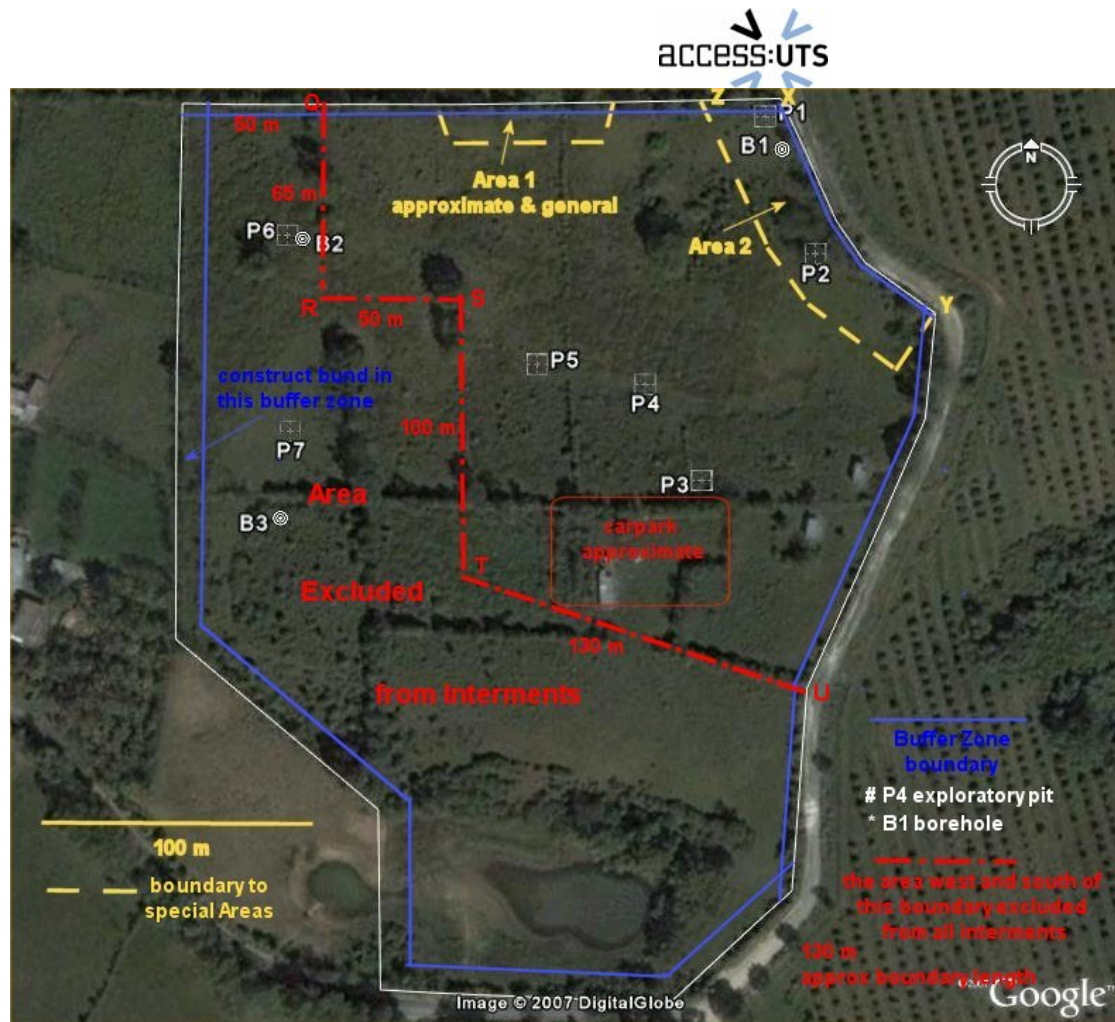 access:UTS
Q
Z
X
50 m
P1
B1
65 m
Area 1
approximate & general
N
P6
B2
Area 2
P2
R
S
50 m
Y
P5
construct bund in
this buffer zone
P4
100 m
P7
P3
Area
B3
carpark
approximate
T
Excluded
130 m
from Interments
U
Buffer Zone
boundary
# P4 exploratory pit
* B1 borehole
100 m
boundary to
special Areas
the area west and south of
this boundary excluded
from all interments
130 m
approx boundary length
Image © 2007 DigitalGlobe
Google™